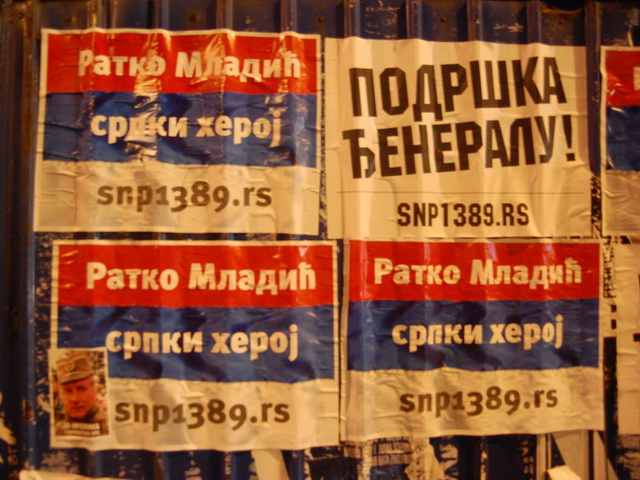 Ратко Младић
српски херој
snp1389.rs
ПОДРШКА
ЂЕНЕРАЛУ!
SNP1389.RS
Ратко Младић
српки херој
snp1389.rs
Ратко Младић
српки херој
snp1389.rs